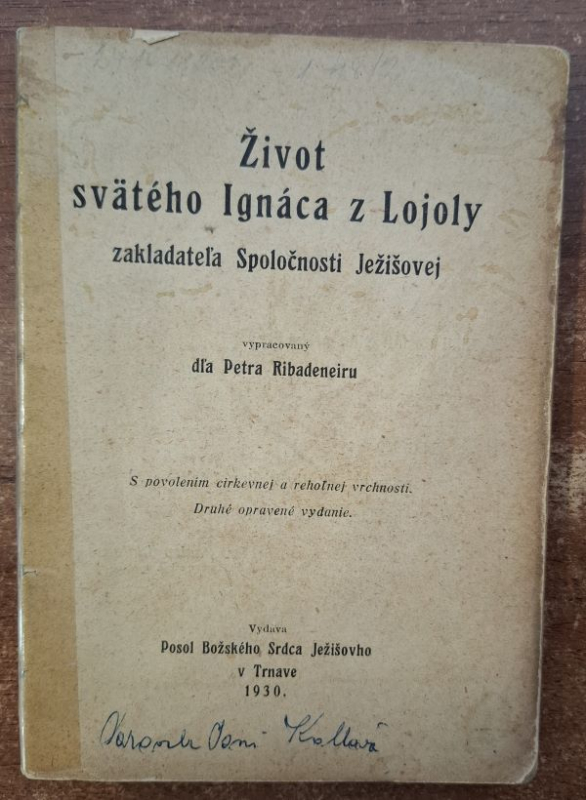 Život
svätého Ignáca z Lojoly
zakladateľa Spoločnosti Ježišovej
vypracovaný
dľa Petra Ribadeneiru
S povolením cirkevnej a rehoľnej vrchnosti.
Druhé opravené vydanie.
Vydáva
Posol Božského Srdca Ježišovho
v Trnave
1930.